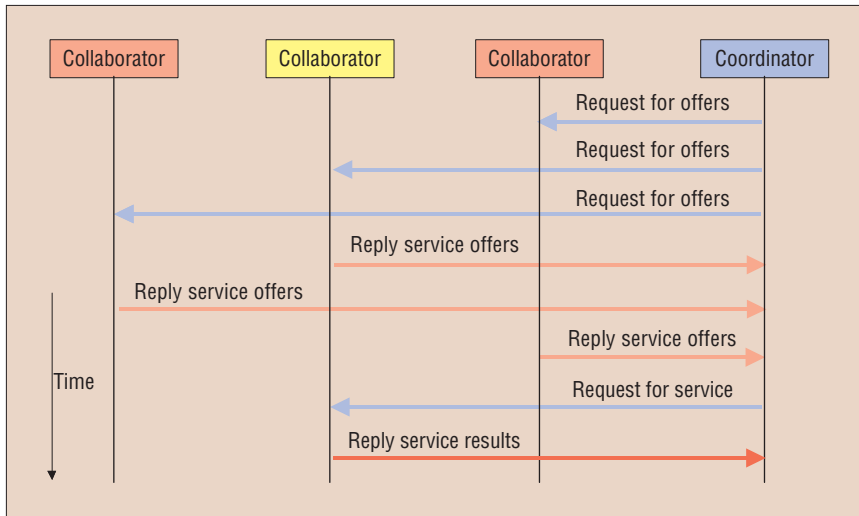 Collaborator
Collaborator
Collaborator
Coordinator
Request for offers
Request for offers
Request for offers
Reply service offers
Reply service offers
Reply service offers
Time
Request for service
Reply service results